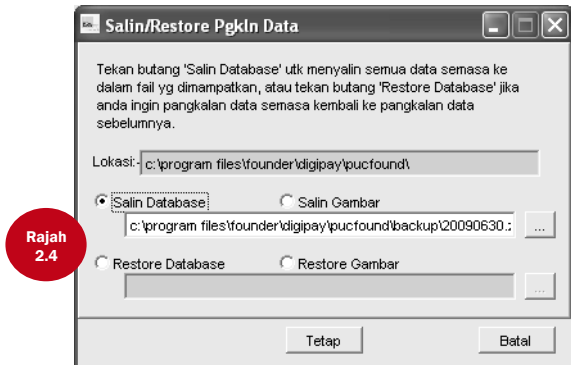 Salin/Restore Pgkln Data
Tekan butang 'Salin Database' utk menyalin semua data semasa ke
dalam fail yg dimampatkan, atau tekan butang 'Restore Database' jika
anda ingin pangkalan data semasa kembali ke pangkalan data
sebelumnya.
Lokasi:- c:\program files\founder\digipay\pucfound\
Salin Database Salin Gambar
c:\program files\founder\digipay\pucfound\backup\20090630.z ...
Rajah
2.4
Restore Database Restore Gambar
...
Tetap Batal